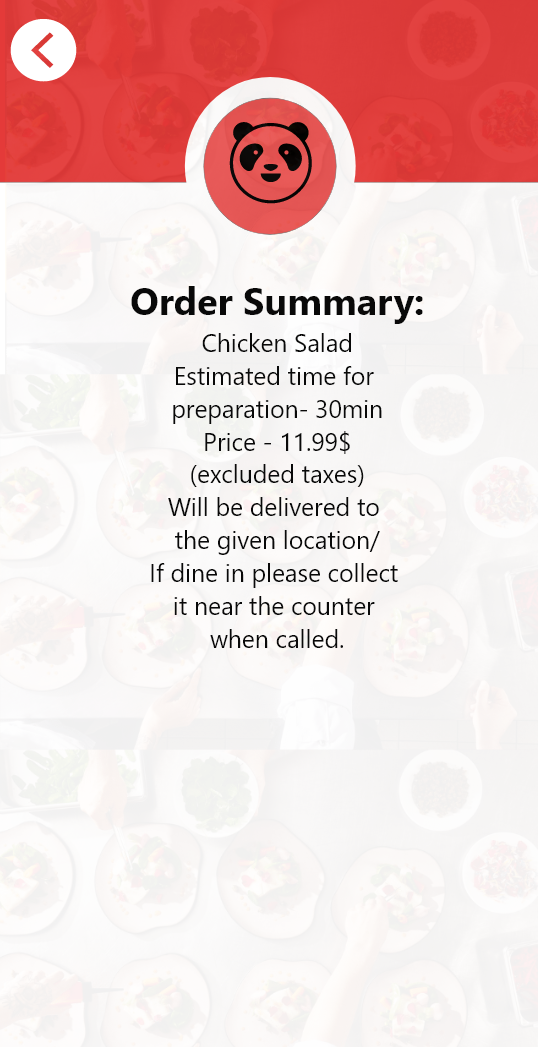 Order Summary:
Chicken Salad
Estimated time for
preparation- 30min
Price - 11.99$
(excluded taxes)
Will be delivered to
the given location/
If dine in please collect
it near the counter
when called.